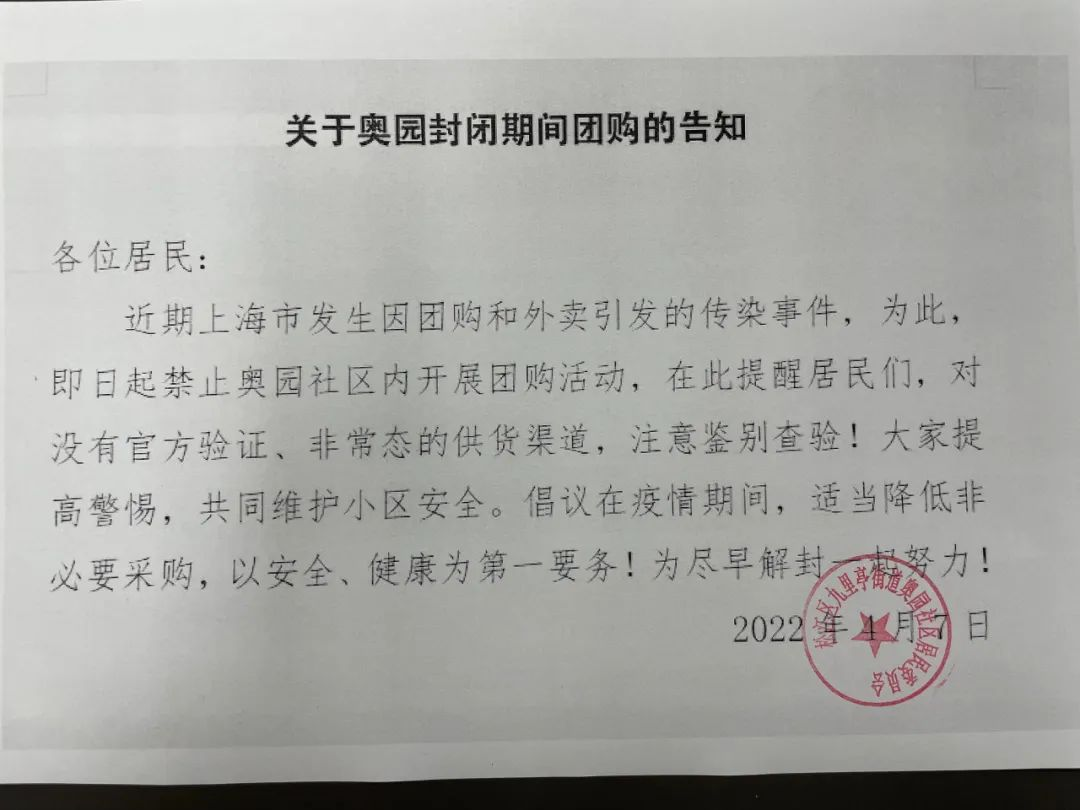 关于奥园封闭期间团购的告知
各位居民：
近期上海市发生因团购和外卖引发的传染事件，为此，
即日起禁止奥园社区内开展团购活动，在此提醒居民们，对
没有官方验证、非常态的供货渠道，注意鉴别查验！大家提
高警惕，共同维护小区安全。倡议在疫情期间，适当降低非
必要采购，以安全、健康为第一要务！为尽早解封一起努力！
2022年4月7日
松江区九里亭街道奥园社区居民委员会